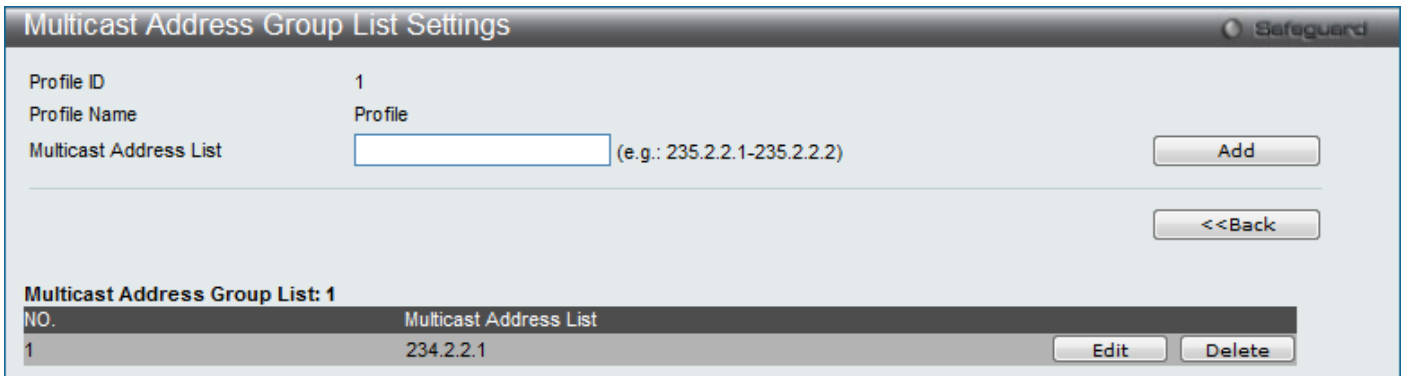 Multicast Address Group List Settings
Safeguard
Profile ID 1
Profile Name Profile
Multicast Address List (e.g.: 235.2.2.1-235.2.2.2) Add
<<Back
Multicast Address Group List: 1
NO. Multicast Address List
1 234.2.2.1 Edit Delete